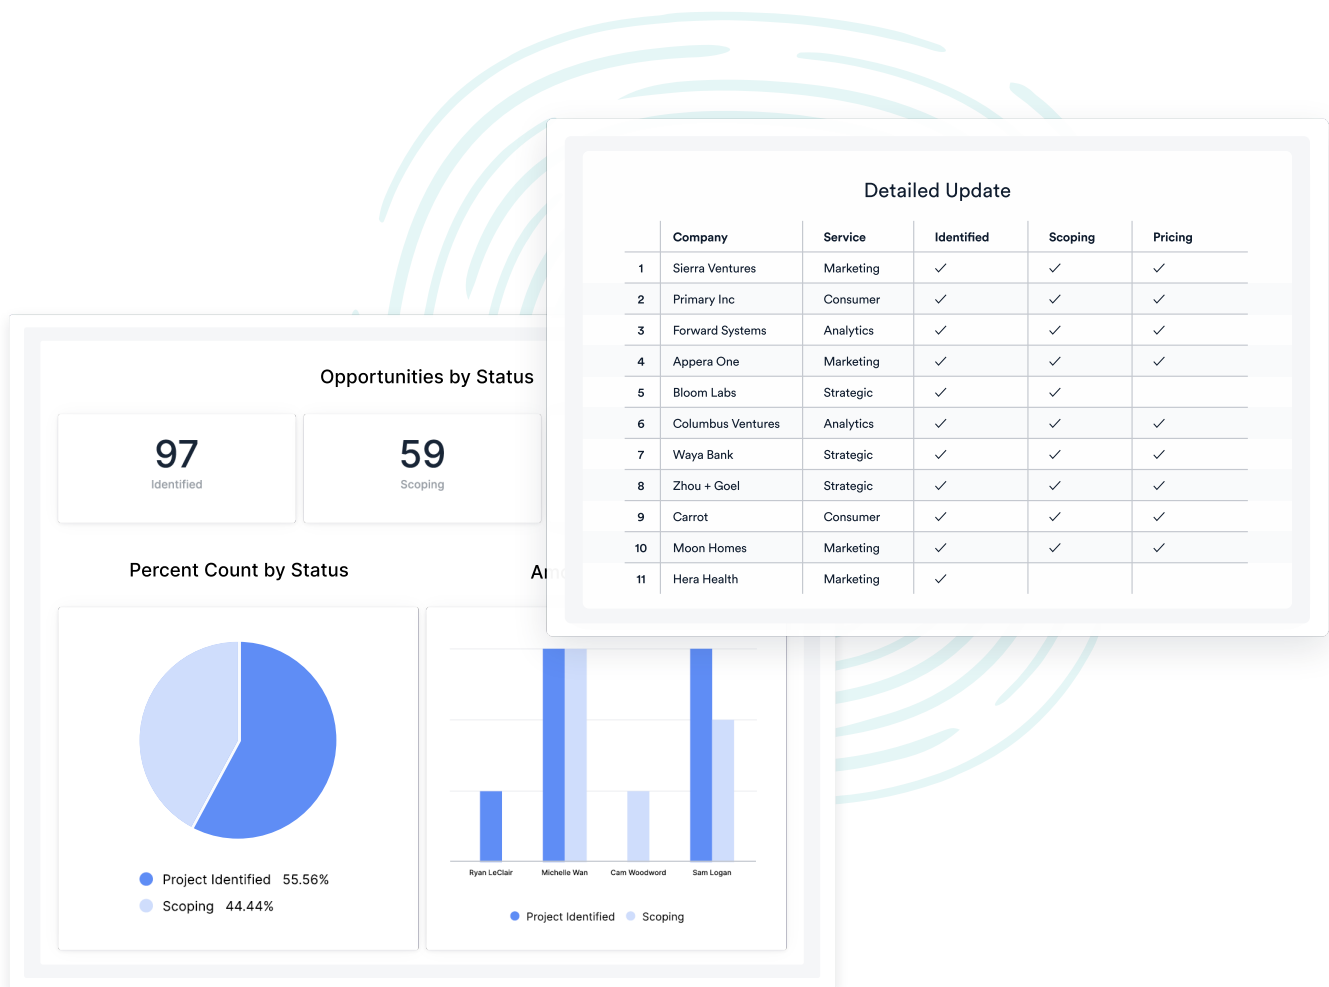 Detailed Update
Company Service Identified Scoping Pricing
1 Sierra Ventures Marketing ✓ ✓ ✓
2 Primary Inc Consumer ✓ ✓ ✓
3 Forward Systems Analytics ✓ ✓ ✓
4 Appera One Marketing ✓ ✓ ✓
5 Bloom Labs Strategic ✓ ✓
6 Columbus Ventures Analytics ✓ ✓ ✓
7 Waya Bank Strategic ✓ ✓ ✓
8 Zhou + Goel Strategic ✓ ✓ ✓
9 Carrot Consumer ✓ ✓ ✓
10 Moon Homes Marketing ✓ ✓ ✓
11 Hera Health Marketing ✓
Opportunities by Status
97 59
Identified Scoping
Percent Count by Status
Project Identified 55.56%
Scoping 44.44%
Ryan LeClair Michelle Wan Cam Woodword Sam Logan
Project Identified Scoping